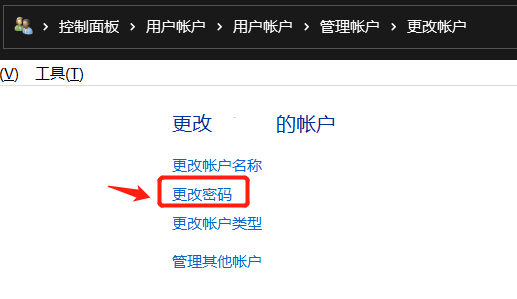 控制面板 › 用户帐户 › 用户帐户 › 管理帐户 › 更改帐户
(V) 工具(T)
更改 的帐户
更改帐户名称
更改密码
更改帐户类型
管理其他帐户